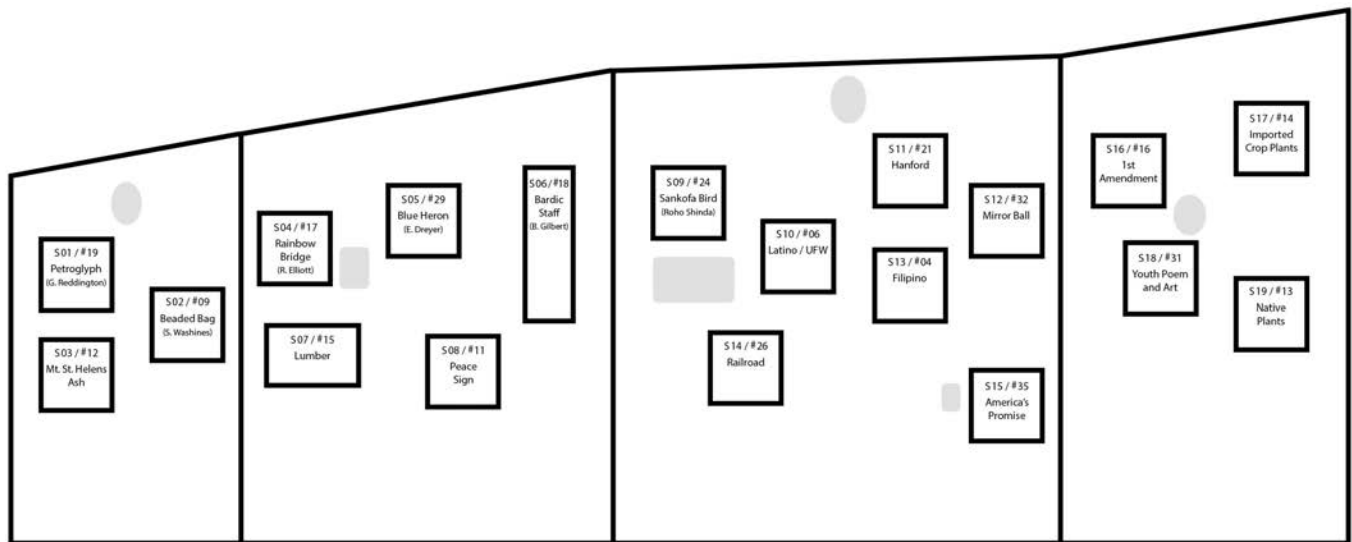 S01 / #19
Petroglyph
(G. Reddington)
S02 / #09
Beaded Bag
(S. Washines)
S03 / #12
Mt. St. Helens
Ash
S04 / #17
Rainbow
Bridge
(R. Elliott)
S05 / #29
Blue Heron
(E. Dreyer)
S06/#18
Bardic
Staff
(B. Gilbert)
S07 / #15
Lumber
S08 / #11
Peace
Sign
S09 / #24
Sankofa Bird
(Roho Shinda)
S10 / #06
Latino / UFW
S11 / #21
Hanford
S12 / #32
Mirror Ball
S13 / #04
Filipino
S14 / #26
Railroad
S15 / #35
America's
Promise
S16 / #16
1st
Amendment
S17 / #14
Imported
Crop Plants
S18 / #31
Youth Poem
and Art
S19 / #13
Native
Plants